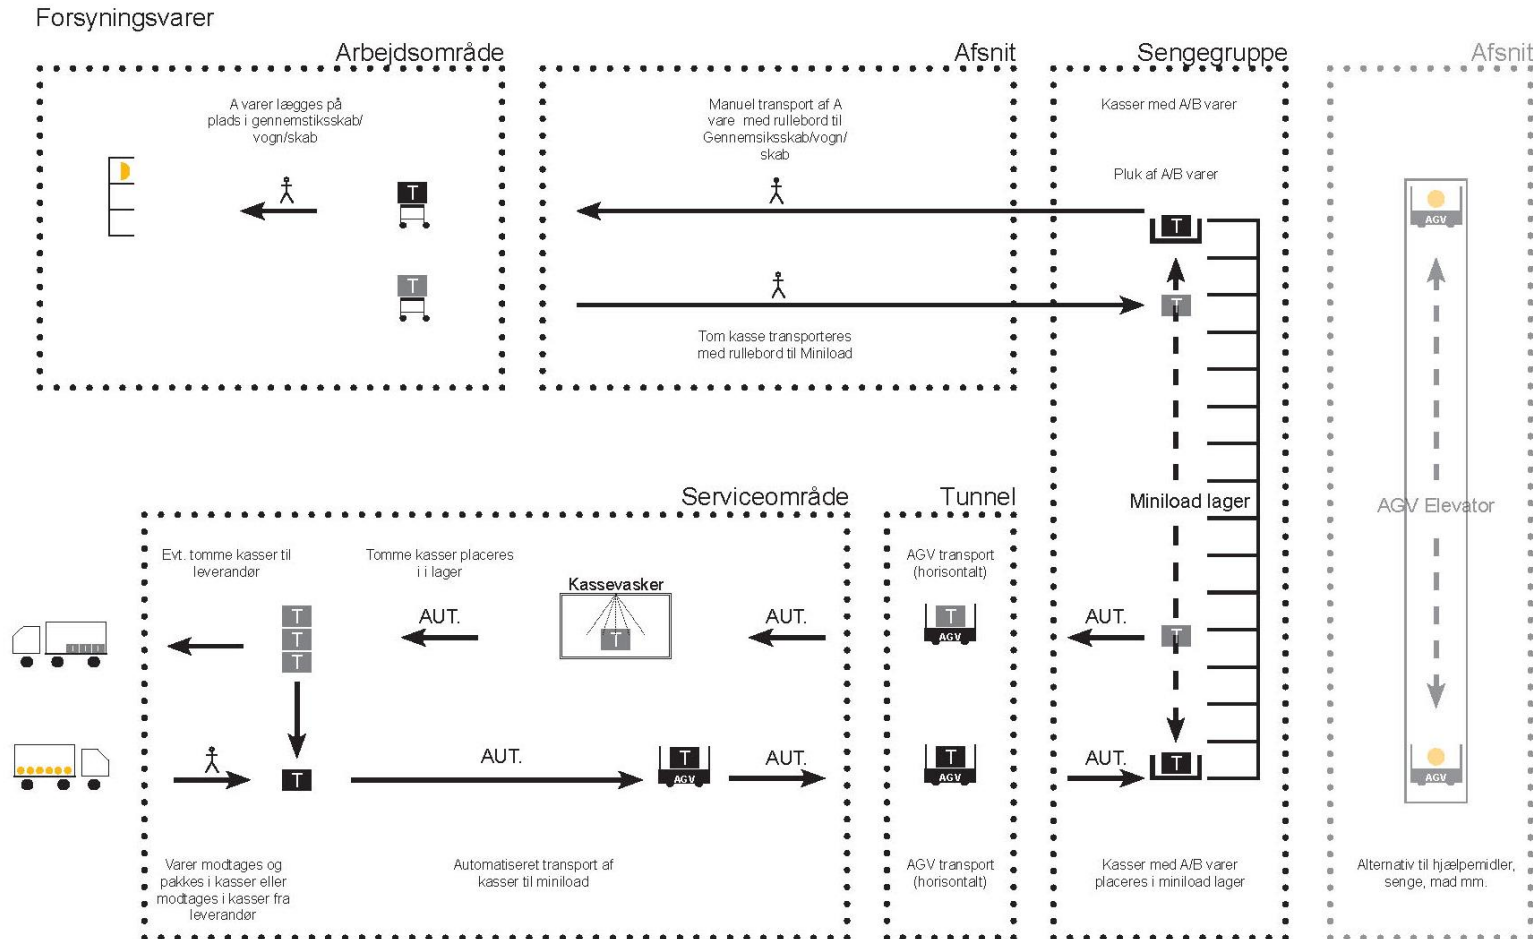 Forsyningsvarer
Arbejdsområde
Afsnit
Sengegruppe
Afsnit
A varer lægges på
plads i gennemstiksskab/
vogn/skab
Manuel transport af A
vare med rullebord til
Gennemsiksskab/vogn/
skab
Kasser med A/B varer
Pluk af A/B varer
T
T
AGV
T
T
Tom kasse transporteres
med rullebord til Miniload
Serviceområde
Tunnel
Miniload lager
AGV Elevator
Evt. tomme kasser til
leverandør
Tomme kasser placeres
i i lager
Kassevasker
AGV transport
(horisontalt)
T
T
T
AUT.
T
AUT.
T
AGV
AUT.
T
T
AUT.
T
AGV
AUT.
T
AGV
AUT.
T
AGV
Varer modtages og
pakkes i kasser eller
modtages i kasser fra
leverandør
Automatiseret transport af
kasser til miniload
AGV transport
(horisontalt)
Kasser med A/B varer
placeres i miniload lager
Alternativ til hjælpemidler,
senge, mad mm.